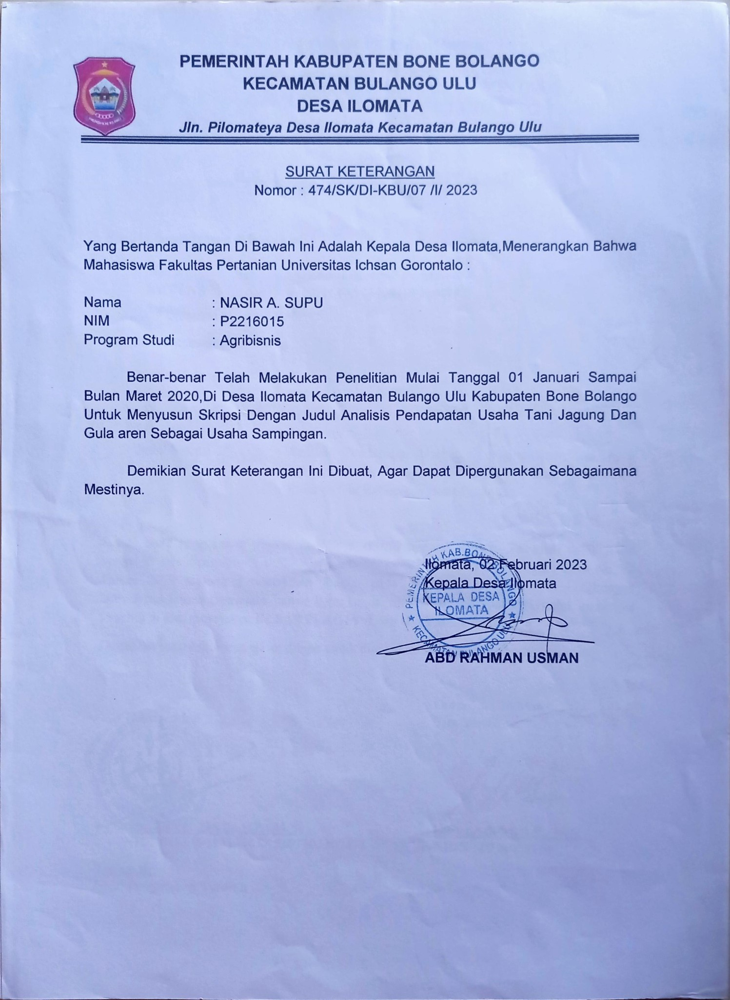 PEMERINTAH KABUPATEN BONE BOLANGO
KECAMATAN BULANGO ULU
DESA ILOMATA
Jln. Pilomateya Desa Ilomata Kecamatan Bulango Ulu
SURAT KETERANGAN
Nomor : 474/SK/DI-KBU/07 /I/ 2023
Yang Bertanda Tangan Di Bawah Ini Adalah Kepala Desa Ilomata,Menerangkan Bahwa
Mahasiswa Fakultas Pertanian Universitas Ichsan Gorontalo :
Nama : NASIR A. SUPU
NIM : P2216015
Program Studi : Agribisnis
Benar-benar Telah Melakukan Penelitian Mulai Tanggal 01 Januari Sampai
Bulan Maret 2020,Di Desa Ilomata Kecamatan Bulango Ulu Kabupaten Bone Bolango
Untuk Menyusun Skripsi Dengan Judul Analisis Pendapatan Usaha Tani Jagung Dan
Gula aren Sebagai Usaha Sampingan.
Demikian Surat Keterangan Ini Dibuat, Agar Dapat Dipergunakan Sebagaimana
Mestinya.
Ilomata, 02 Februari 2023
Kepala Desa Ilomata
PEMERINTAH KAB.BONE BOLANGO
KEPALA DESA
ILOMATA
KECAMATAN BULANGO ULU
ABD RAHMAN USMAN